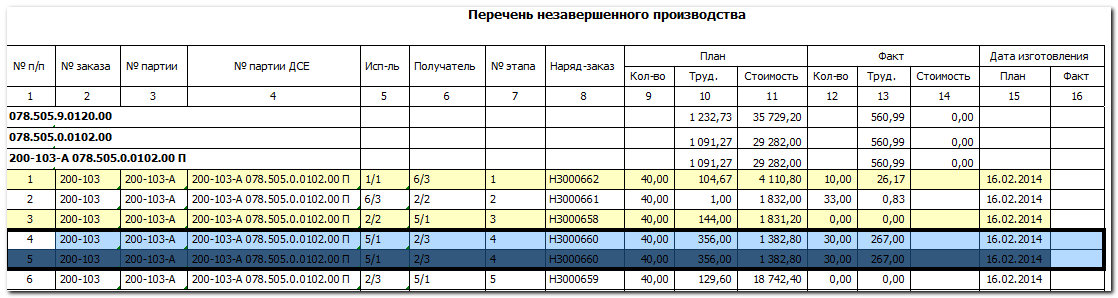 Перечень незавершенного производства
План Факт Дата изготовления
№ п/п № заказа № партии № партии ДСЕ Исп-ль Получатель № этапа Наряд-заказ
Кол-во Труд. Стоимость Кол-во Труд. Стоимость План Факт
1 2 3 4 5 6 7 8 9 10 11 12 13 14 15 16
078.505.9.0120.00 1 232,73 35 729,20 560,99 0,00
078.505.0.0102.00 1 091,27 29 282,00 560,99 0,00
200-103-А 078.505.0.0102.00 П 1 091,27 29 282,00 560,99 0,00
1 200-103 200-103-А 200-103-А 078.505.0.0102.00 П 1/1 6/3 1 НЗ000662 40,00 104,67 4 110,80 10,00 26,17 16.02.2014
2 200-103 200-103-А 200-103-А 078.505.0.0102.00 П 6/3 2/2 2 НЗ000661 40,00 1,00 1 832,00 33,00 0,83 16.02.2014
3 200-103 200-103-А 200-103-А 078.505.0.0102.00 П 2/2 5/1 3 НЗ000658 40,00 144,00 1 831,20 0,00 0,00 16.02.2014
4 200-103 200-103-А 200-103-А 078.505.0.0102.00 П 5/1 2/3 4 НЗ000660 40,00 356,00 1 382,80 30,00 267,00 16.02.2014
5 200-103 200-103-А 200-103-А 078.505.0.0102.00 П 5/1 2/3 4 НЗ000660 40,00 356,00 1 382,80 30,00 267,00 16.02.2014
6 200-103 200-103-А 200-103-А 078.505.0.0102.00 П 2/3 5/1 5 НЗ000659 40,00 129,60 18 742,40 0,00 0,00 16.02.2014